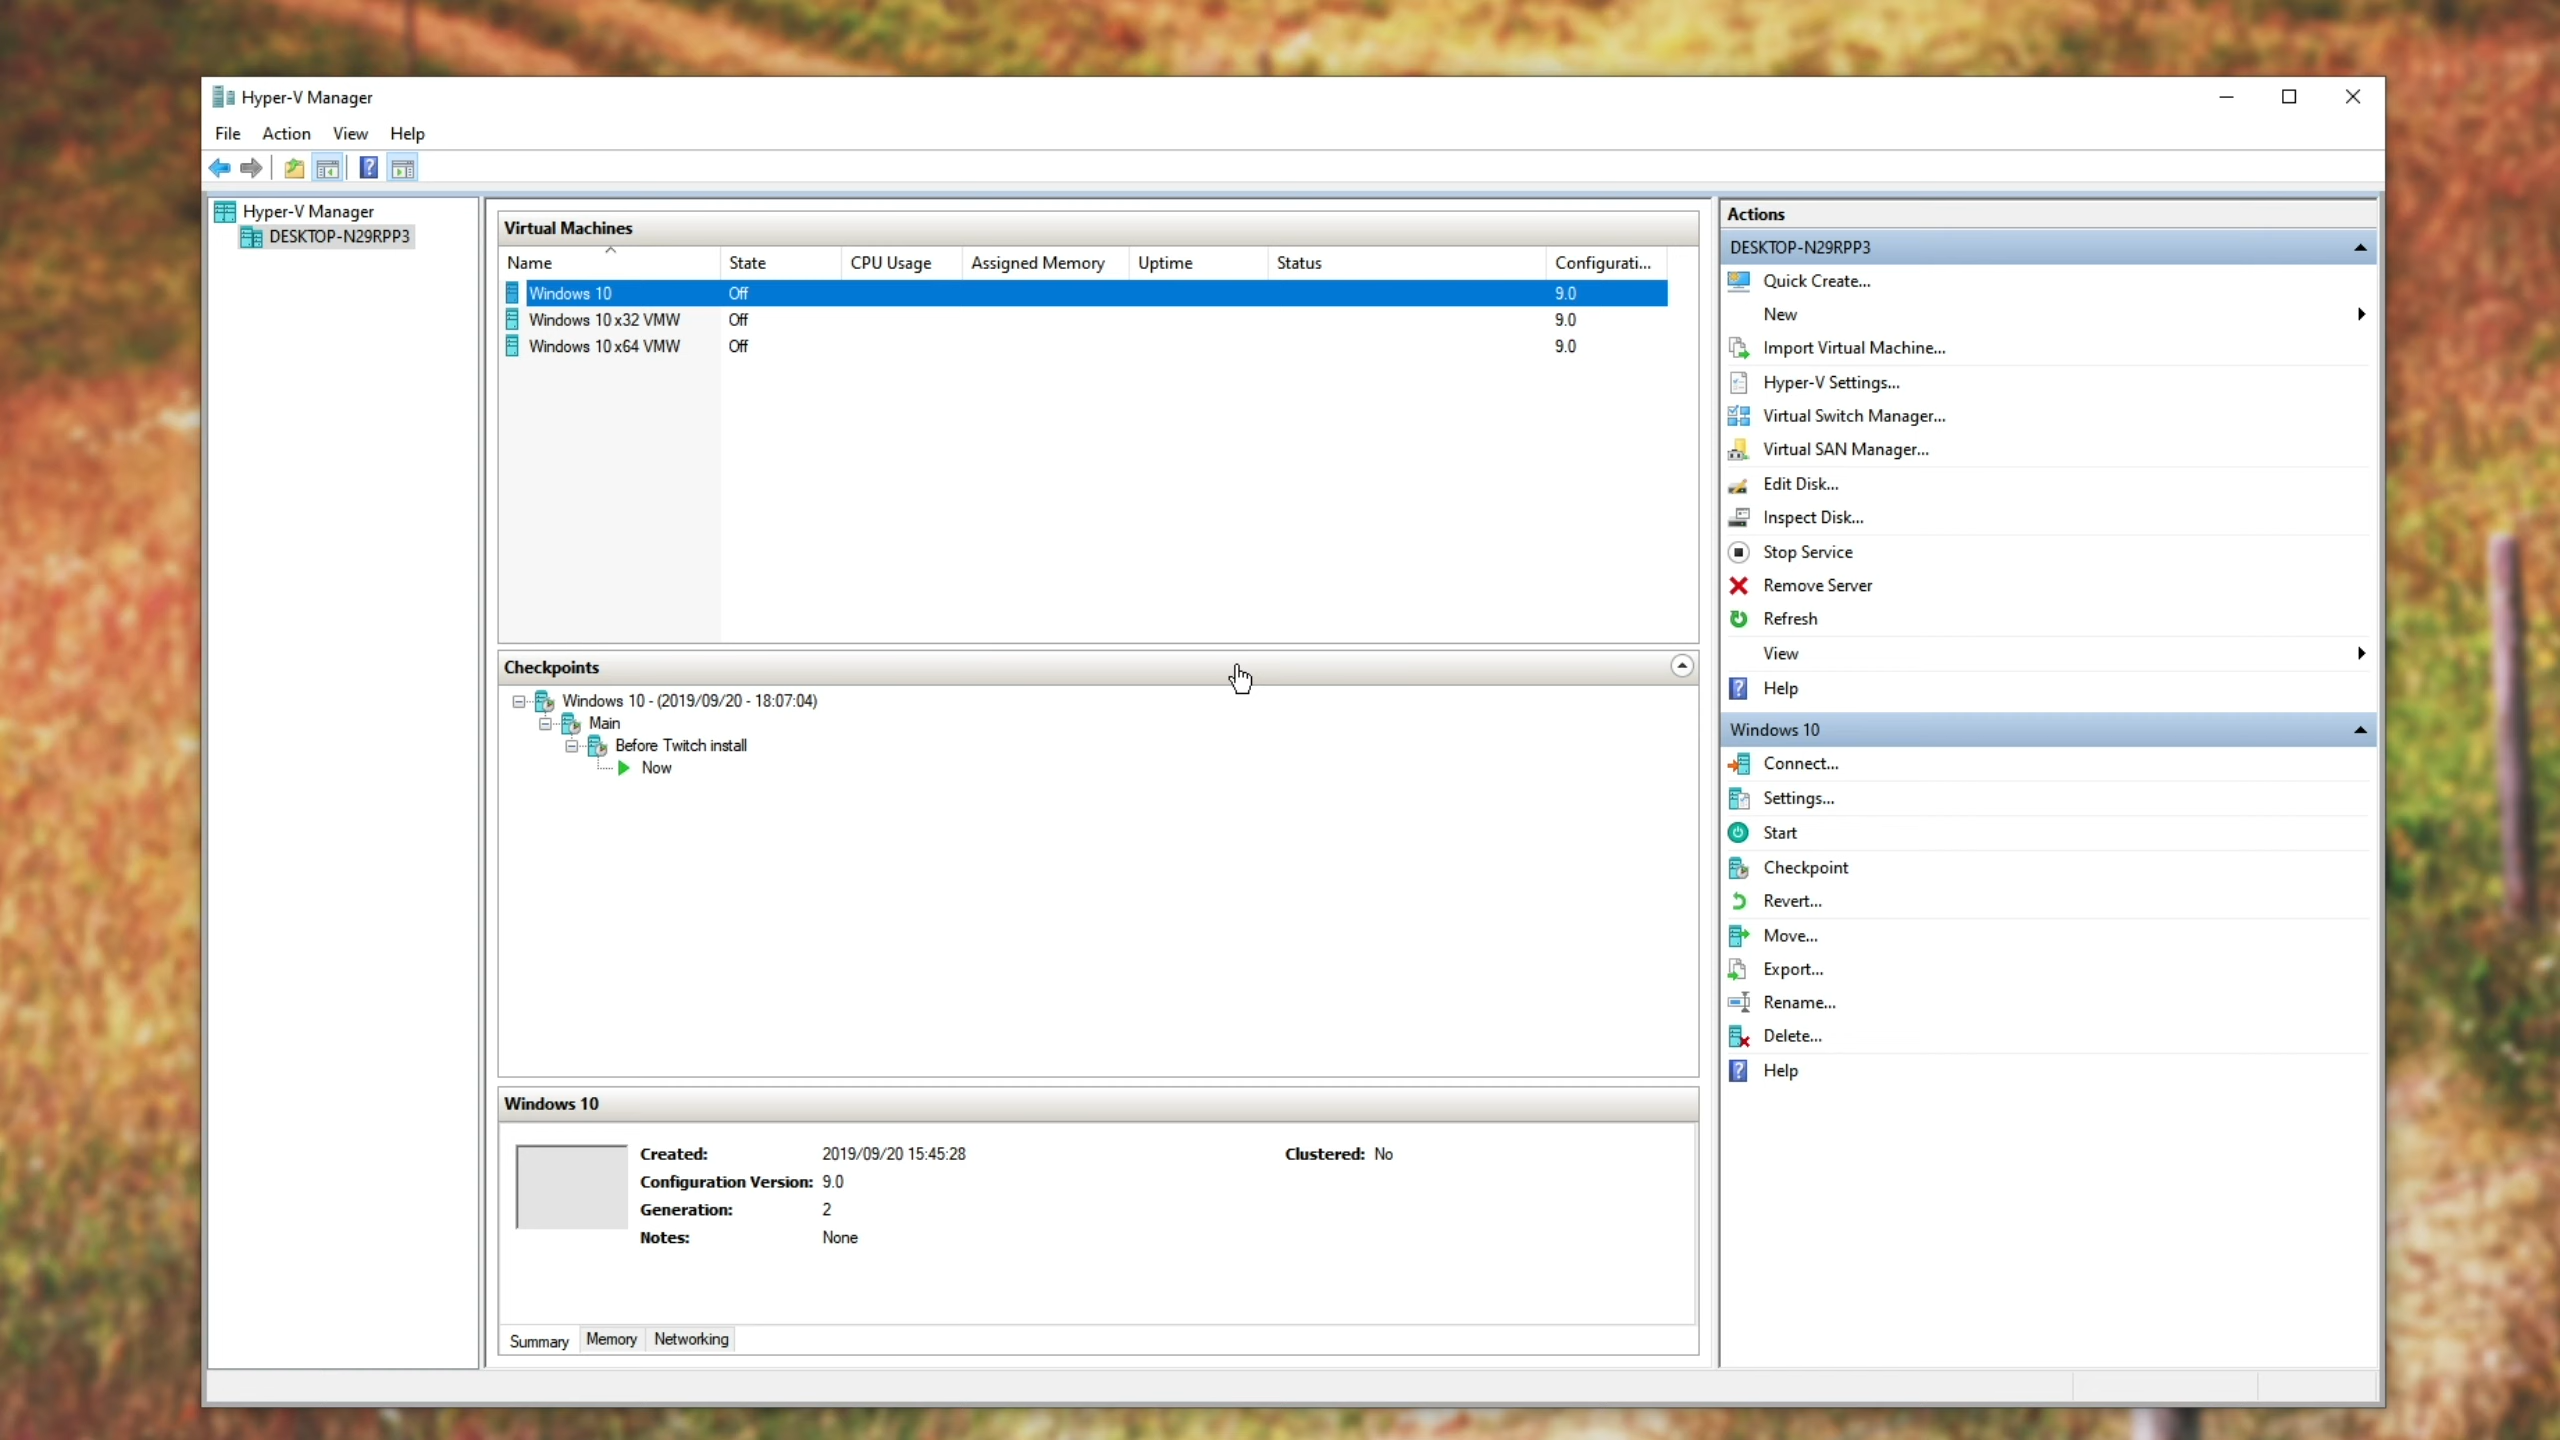 Hyper-V Manager
File Action View Help
Hyper-V Manager
DESKTOP-N29RPP3
Virtual Machines
Name State CPU Usage Assigned Memory Uptime Status Configurati...
Windows 10 Off 9.0
Windows 10 x32 VMW Off 9.0
Windows 10 x64 VMW Off 9.0
Checkpoints
Windows 10 - (2019/09/20 - 18:07:04)
Main
Before Twitch install
Now
Windows 10
Created: 2019/09/20 15:45:28 Clustered: No
Configuration Version: 9.0
Generation: 2
Notes: None
Summary Memory Networking
Actions
DESKTOP-N29RPP3
Quick Create...
New
Import Virtual Machine...
Hyper-V Settings...
Virtual Switch Manager...
Virtual SAN Manager...
Edit Disk...
Inspect Disk...
Stop Service
Remove Server
Refresh
View
Help
Windows 10
Connect...
Settings...
Start
Checkpoint
Revert...
Move...
Export...
Rename...
Delete...
Help